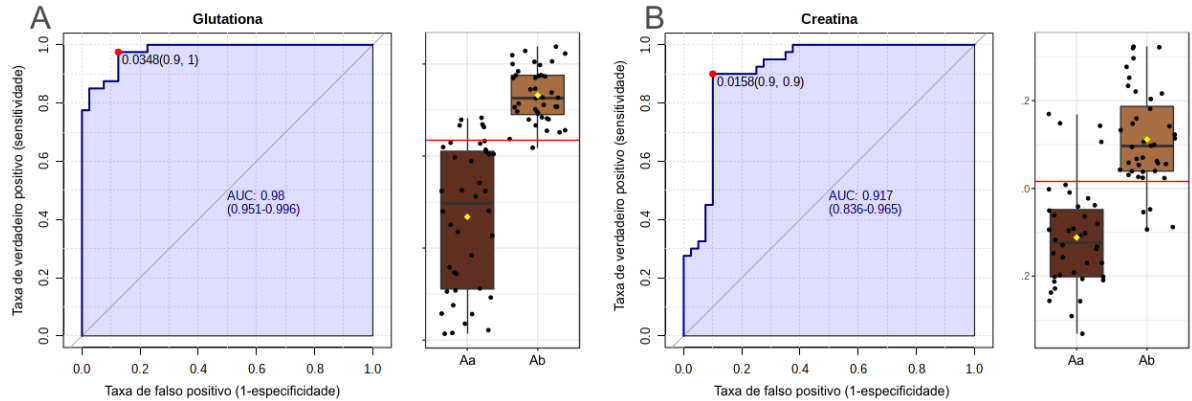 A
Glutationa
Taxa de verdadeiro positivo (sensitividade)
1.0
0.8
0.6
0.4
0.2
0.0
0.0348(0.9, 1)
AUC: 0.98
(0.951-0.996)
0.0 0.2 0.4 0.6 0.8 1.0
Taxa de falso positivo (1-especificidade)
Aa Ab
B
Creatina
Taxa de verdadeiro positivo (sensitividade)
1.0
0.8
0.6
0.4
0.2
0.0
0.0158(0.9, 0.9)
AUC: 0.917
(0.836-0.965)
0.0 0.2 0.4 0.6 0.8 1.0
Taxa de falso positivo (1-especificidade)
.2
.0
.2
Aa Ab